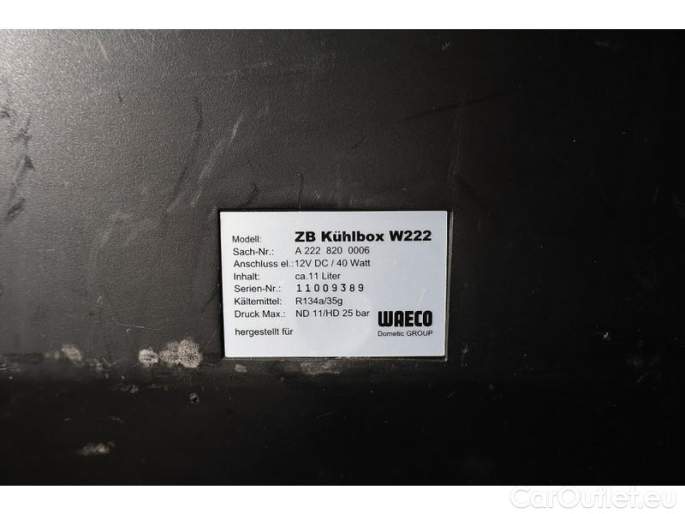 Modell: ZB Kühlbox W222
Sach-Nr.: A 222 820 0006
Anschluss el.: 12V DC / 40 Watt
Inhalt: ca.11 Liter
Serien-Nr.: 11009389
Kältemittel: R134a/35g
Druck Max.: ND 11/HD 25 bar
hergestellt für WAECO
Dometic GROUP
CarOutlet.eu